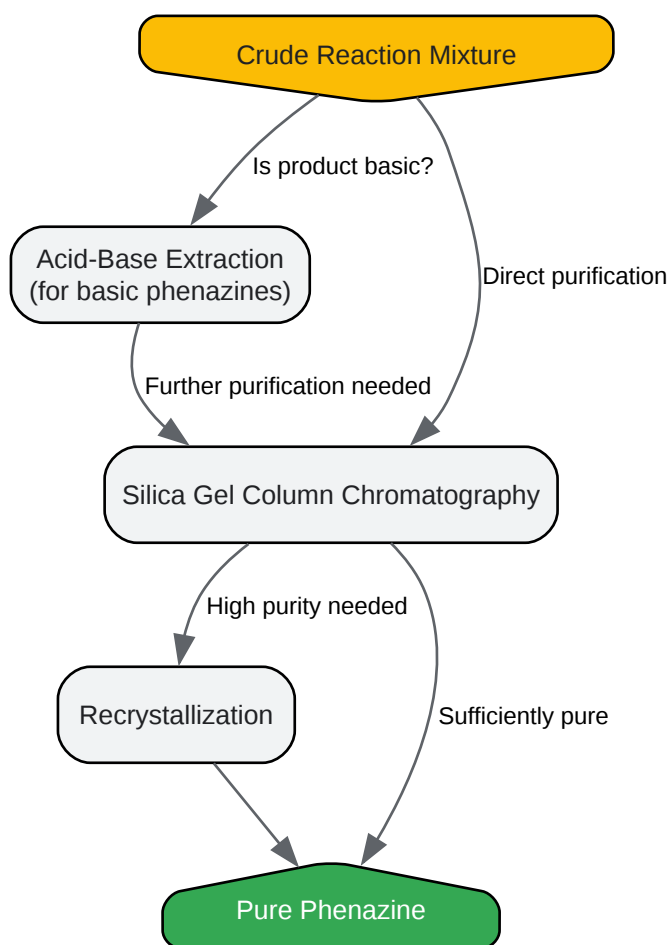 Crude Reaction Mixture
Is product basic?
Acid-Base Extraction
(for basic phenazines)
Direct purification
Further purification needed
Silica Gel Column Chromatography
High purity needed
Recrystallization
Sufficiently pure
Pure Phenazine